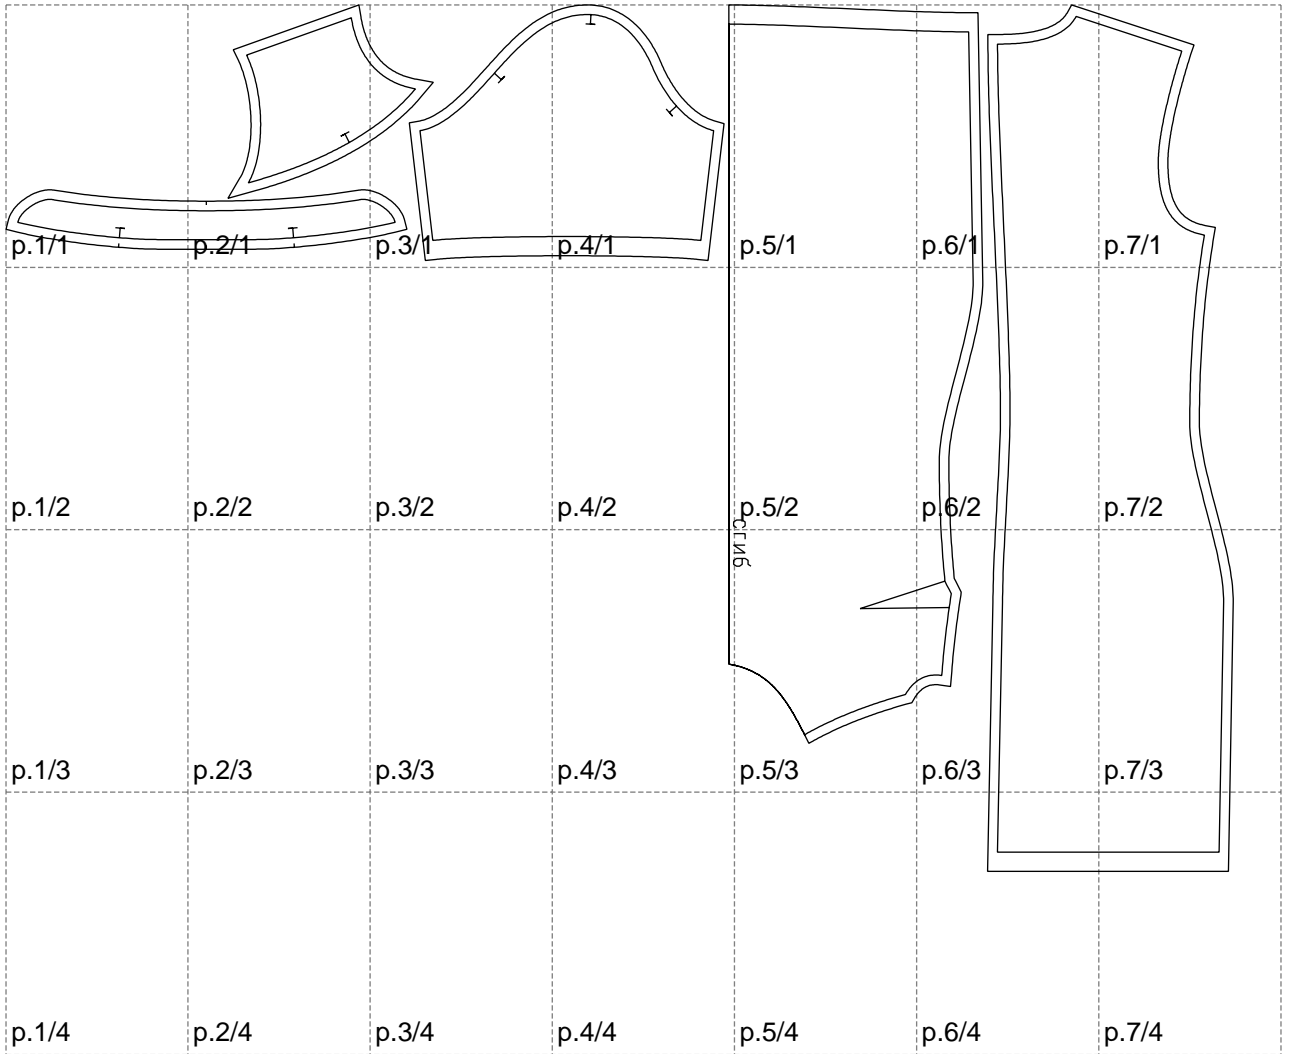 p.1/1 p.2/1 p.3/1 p.4/1 p.5/1 p.6/1 p.7/1
p.1/2 p.2/2 p.3/2 p.4/2 p.5/2 p.6/2 p.7/2
сгиб
p.1/3 p.2/3 p.3/3 p.4/3 p.5/3 p.6/3 p.7/3
p.1/4 p.2/4 p.3/4 p.4/4 p.5/4 p.6/4 p.7/4